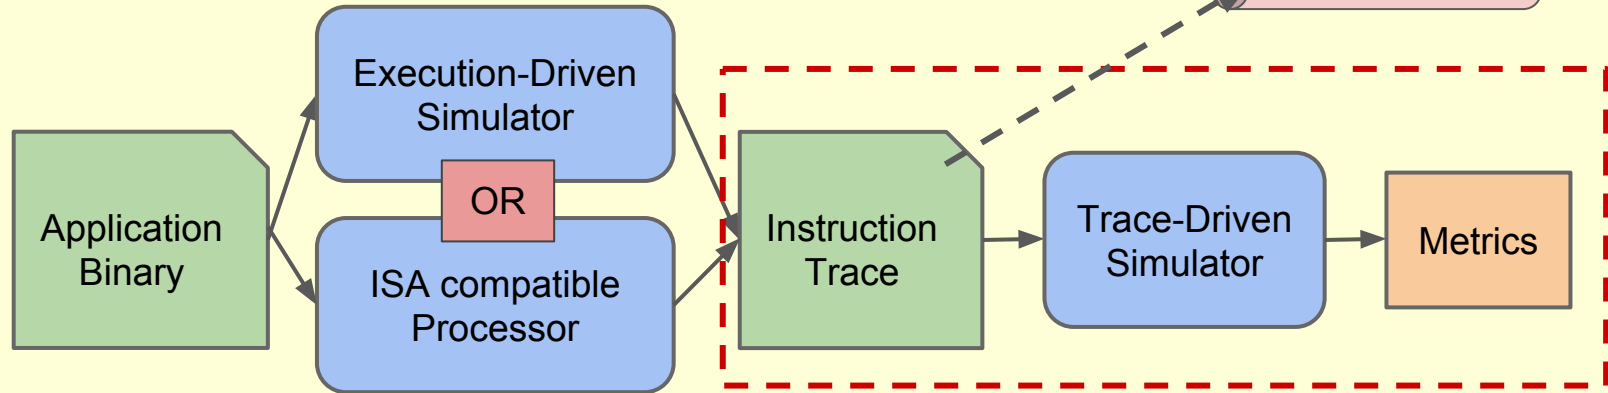 Application
Binary
Execution-Driven
Simulator
OR
ISA compatible
Processor
Instruction
Trace
Trace-Driven
Simulator
Metrics